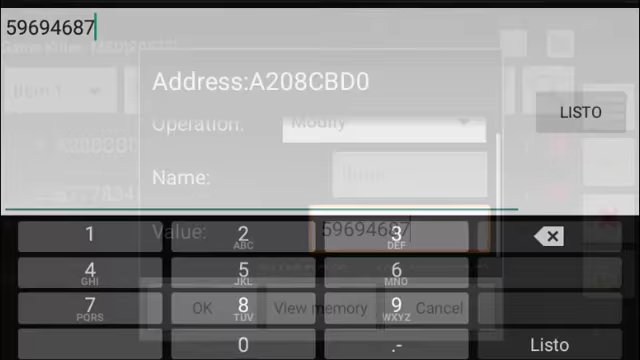 59694687
Address:A208CBD0
LISTO
Operation:
Modify
Name:
Item
Value:
59694687
1
2
ABC
3
DEF
4
GHI
5
JKL
6
MNO
7
PQRS
8
TUV
9
WXYZ
OK
View memory
Cancel
0
.-
Listo